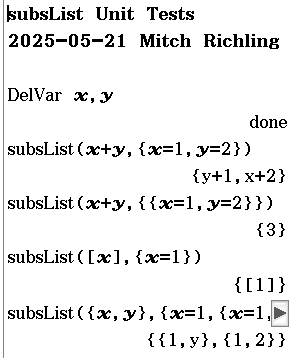 subsList Unit Tests
2025-05-21 Mitch Richling
DelVar x,y
done
subsList(x+y,{x=1,y=2})
{y+1,x+2}
subsList(x+y,{{x=1,y=2}})
{3}
subsList([x],{x=1})
{[1]}
subsList({x,y},{x=1,{x=1,
{{1,y},{1,2}}